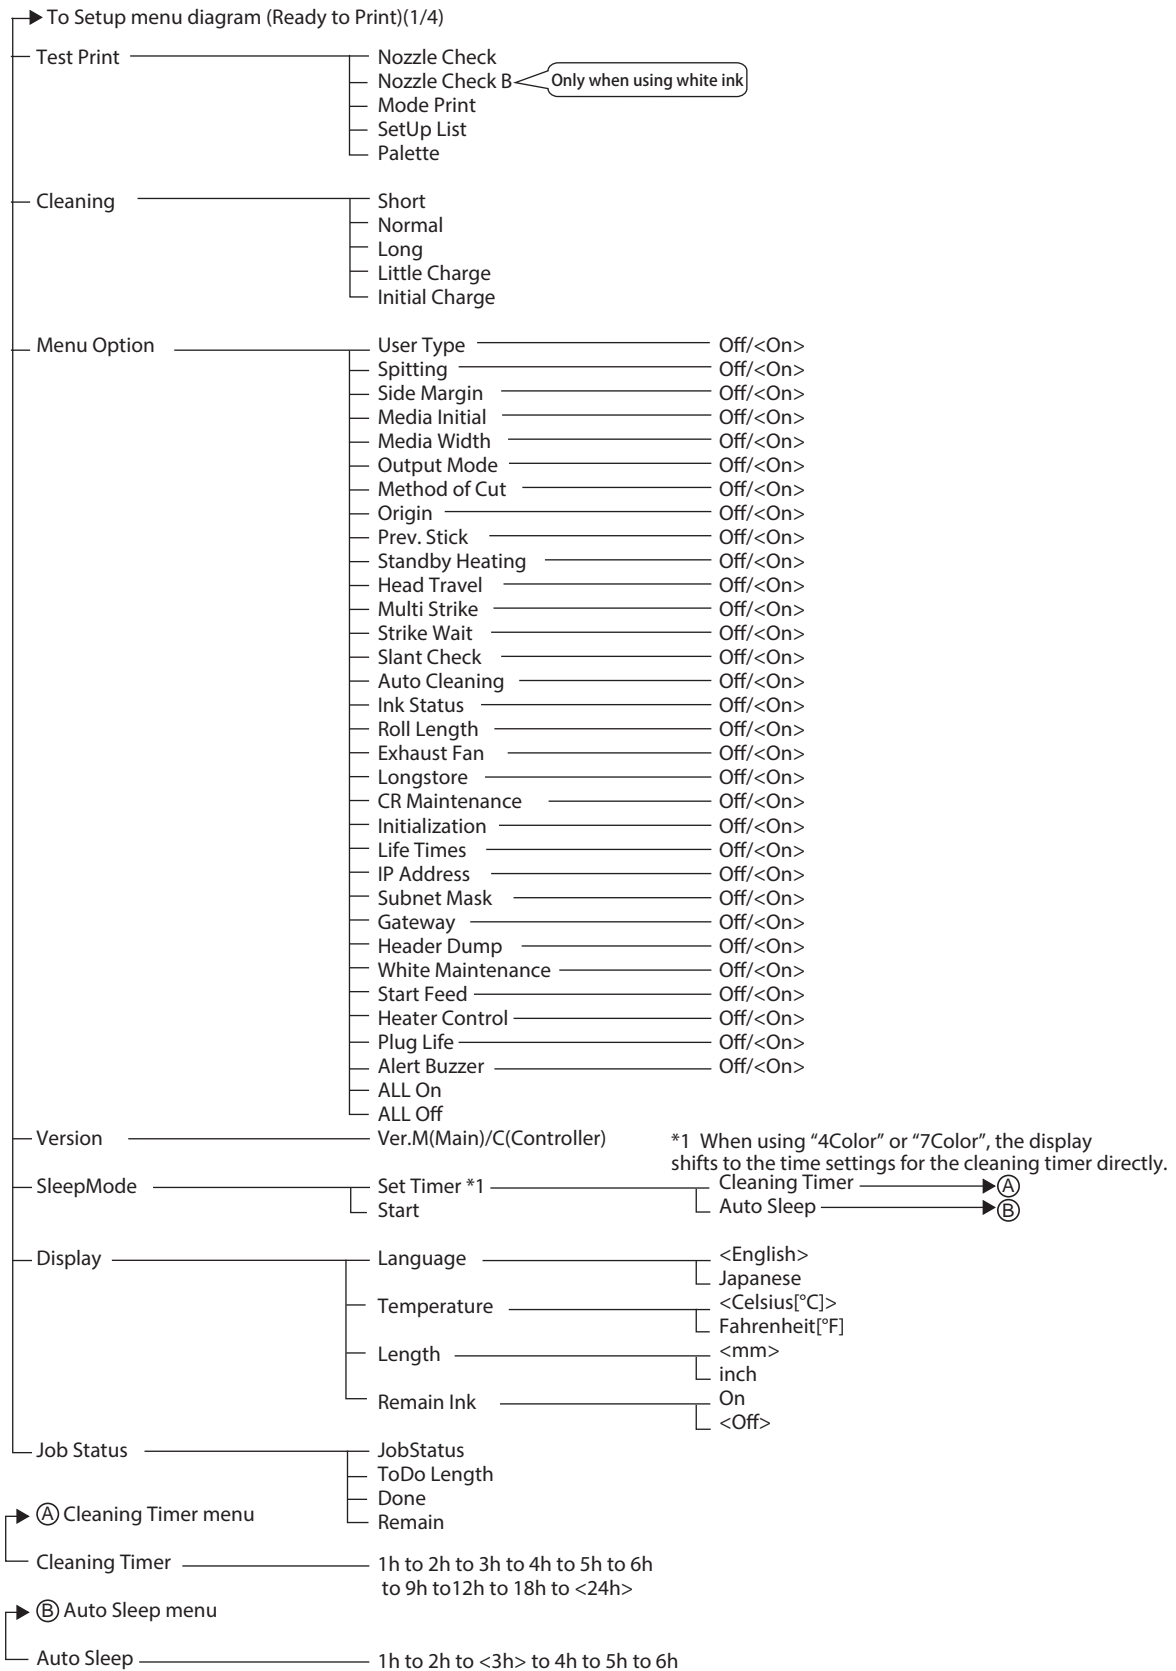 To Setup menu diagram (Ready to Print)(1/4)
Test Print Nozzle Check
Nozzle Check B Only when using white ink
Mode Print
SetUp List
Palette
Cleaning Short
Normal
Long
Little Charge
Initial Charge
Menu Option User Type Off/<On>
Spitting Off/<On>
Side Margin Off/<On>
Media Initial Off/<On>
Media Width Off/<On>
Output Mode Off/<On>
Method of Cut Off/<On>
Origin Off/<On>
Prev. Stick Off/<On>
Standby Heating Off/<On>
Head Travel Off/<On>
Multi Strike Off/<On>
Strike Wait Off/<On>
Slant Check Off/<On>
Auto Cleaning Off/<On>
Ink Status Off/<On>
Roll Length Off/<On>
Exhaust Fan Off/<On>
Longstore Off/<On>
CR Maintenance Off/<On>
Initialization Off/<On>
Life Times Off/<On>
IP Address Off/<On>
Subnet Mask Off/<On>
Gateway Off/<On>
Header Dump Off/<On>
White Maintenance Off/<On>
Start Feed Off/<On>
Heater Control Off/<On>
Plug Life Off/<On>
Alert Buzzer Off/<On>
ALL On
ALL Off
Version Ver.M(Main)/C(Controller)
*1 When using “4Color” or “7Color”, the display
shifts to the time settings for the cleaning timer directly.
SleepMode Set Timer *1 Cleaning Timer A
Start Auto Sleep B
Display Language <English>
Japanese
Temperature <Celsius[°C]>
Fahrenheit[°F]
Length <mm>
inch
Remain Ink On
<Off>
Job Status JobStatus
ToDo Length
Done
Remain
A Cleaning Timer menu
Cleaning Timer 1h to 2h to 3h to 4h to 5h to 6h
to 9h to12h to 18h to <24h>
B Auto Sleep menu
Auto Sleep 1h to 2h to <3h> to 4h to 5h to 6h